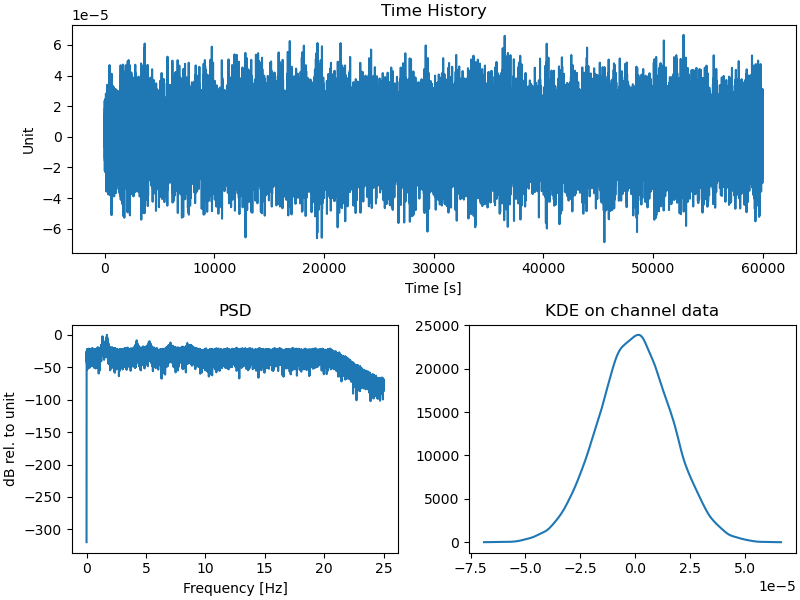 Time History
1e−5
6
4
2
0
−2
−4
−6
Unit
0 10000 20000 30000 40000 50000 60000
Time [s]
PSD
0
−50
−100
−150
−200
−250
−300
dB rel. to unit
0 5 10 15 20 25
Frequency [Hz]
KDE on channel data
25000
20000
15000
10000
5000
0
−7.5 −5.0 −2.5 0.0 2.5 5.0
1e−5